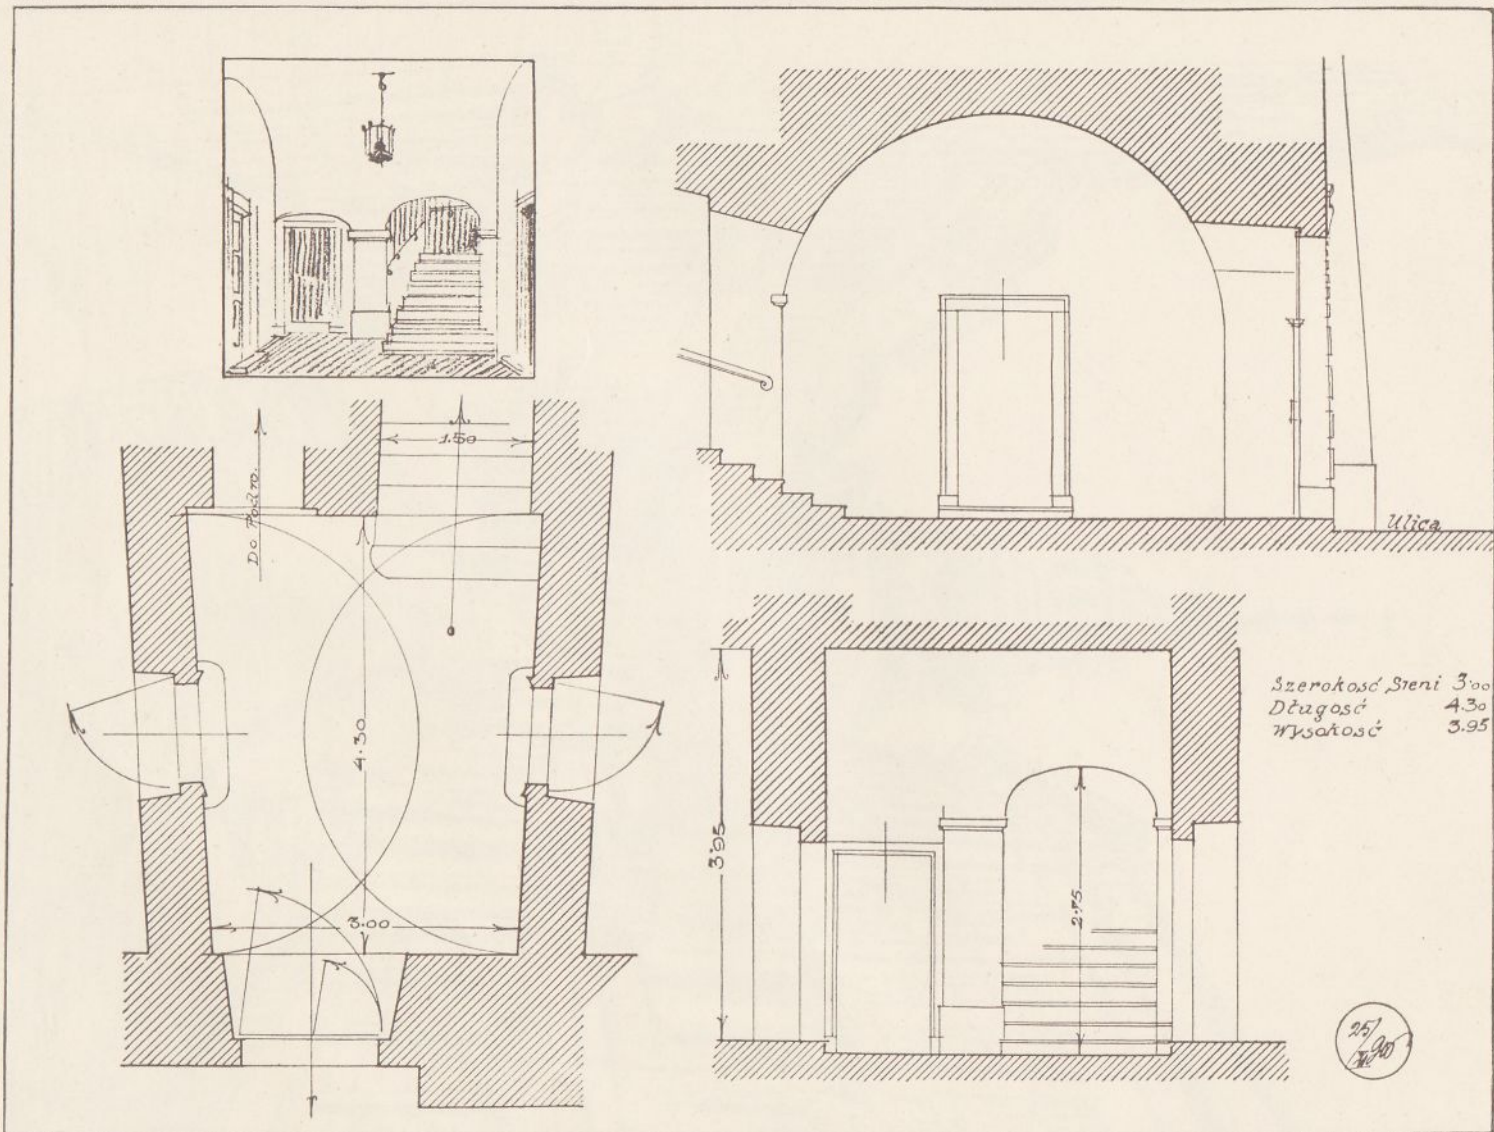 1.50
Do Podw.
4.30
3.00
Ulica
Szerokość Sieni 3.00
Długość 4.30
Wysokość 3.95
3.95
2.75
25/